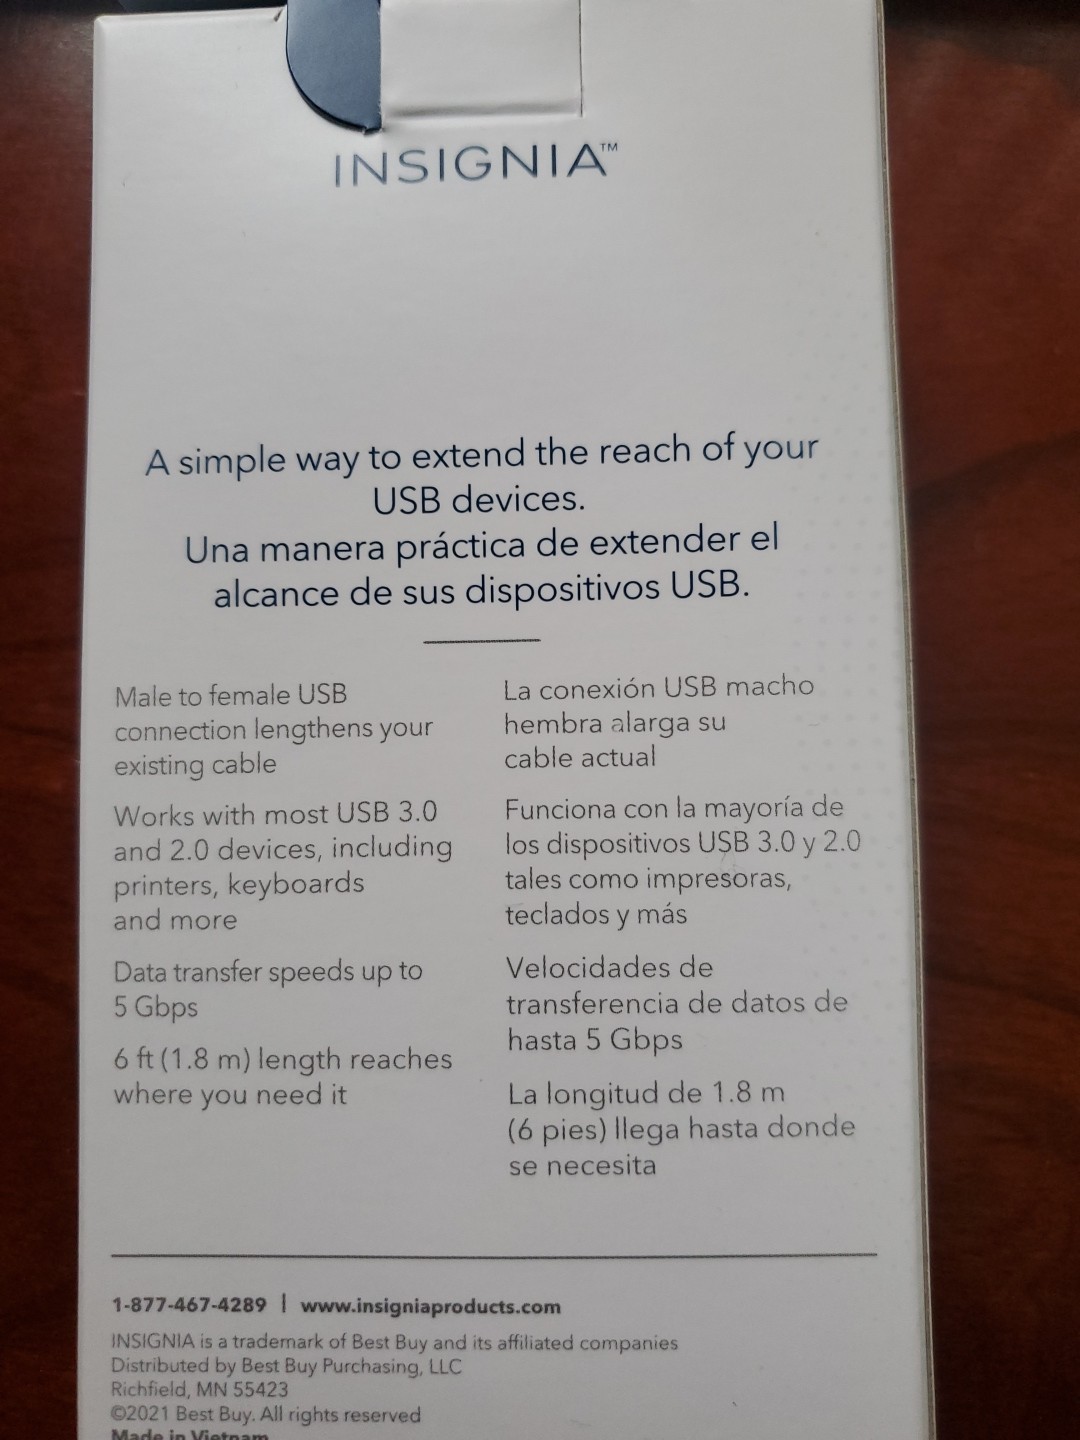 INSIGNIA™
A simple way to extend the reach of your
USB devices.
Una manera práctica de extender el
alcance de sus dispositivos USB.
Male to female USB
connection lengthens your
existing cable
Works with most USB 3.0
and 2.0 devices, including
printers, keyboards
and more
Data transfer speeds up to
5 Gbps
6 ft (1.8 m) length reaches
where you need it
La conexión USB macho
hembra alarga su
cable actual
Funciona con la mayoría de
los dispositivos USB 3.0 y 2.0
tales como impresoras,
teclados y más
Velocidades de
transferencia de datos de
hasta 5 Gbps
La longitud de 1.8 m
(6 pies) llega hasta donde
se necesita
1-877-467-4289 | www.insigniaproducts.com
INSIGNIA is a trademark of Best Buy and its affiliated companies
Distributed by Best Buy Purchasing, LLC
Richfield, MN 55423
©2021 Best Buy. All rights reserved
Made in Vietnam